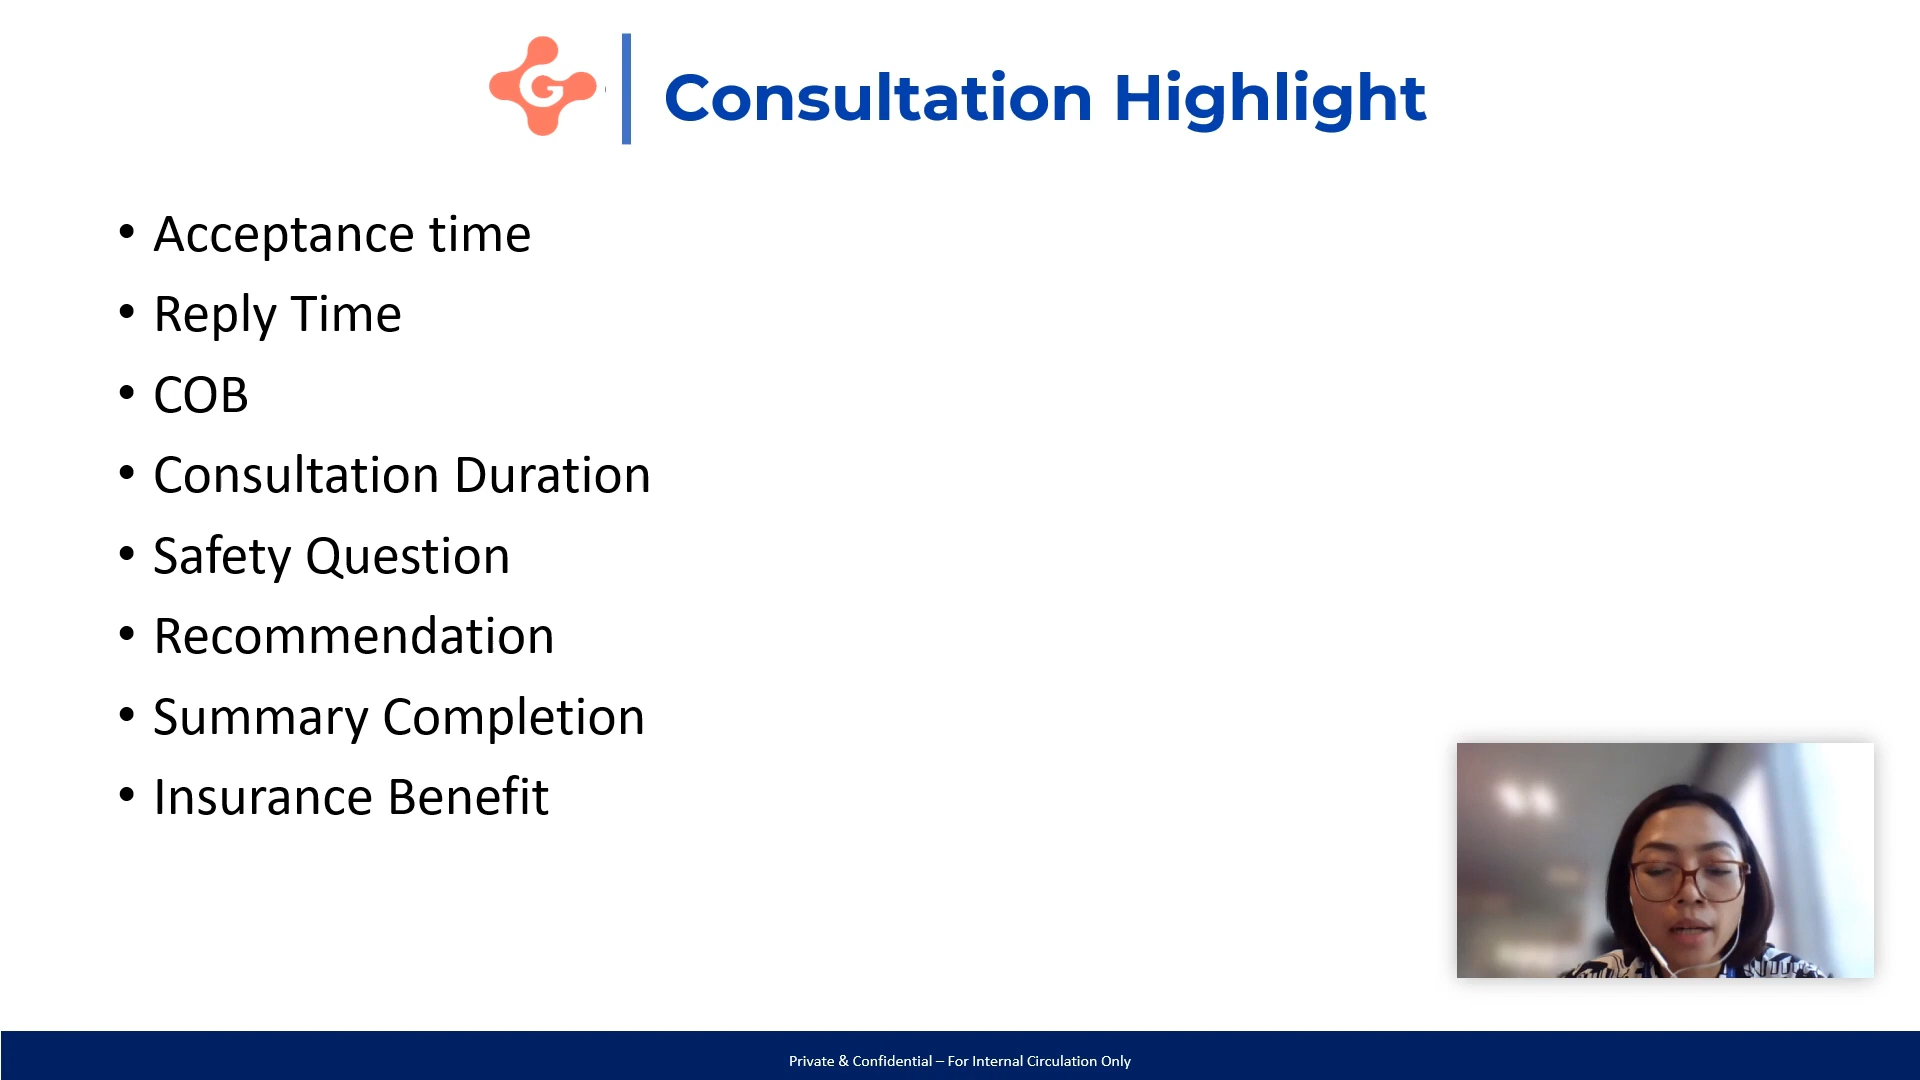 G
Consultation Highlight
• Acceptance time
• Reply Time
• COB
• Consultation Duration
• Safety Question
• Recommendation
• Summary Completion
• Insurance Benefit
Private & Confidential – For Internal Circulation Only